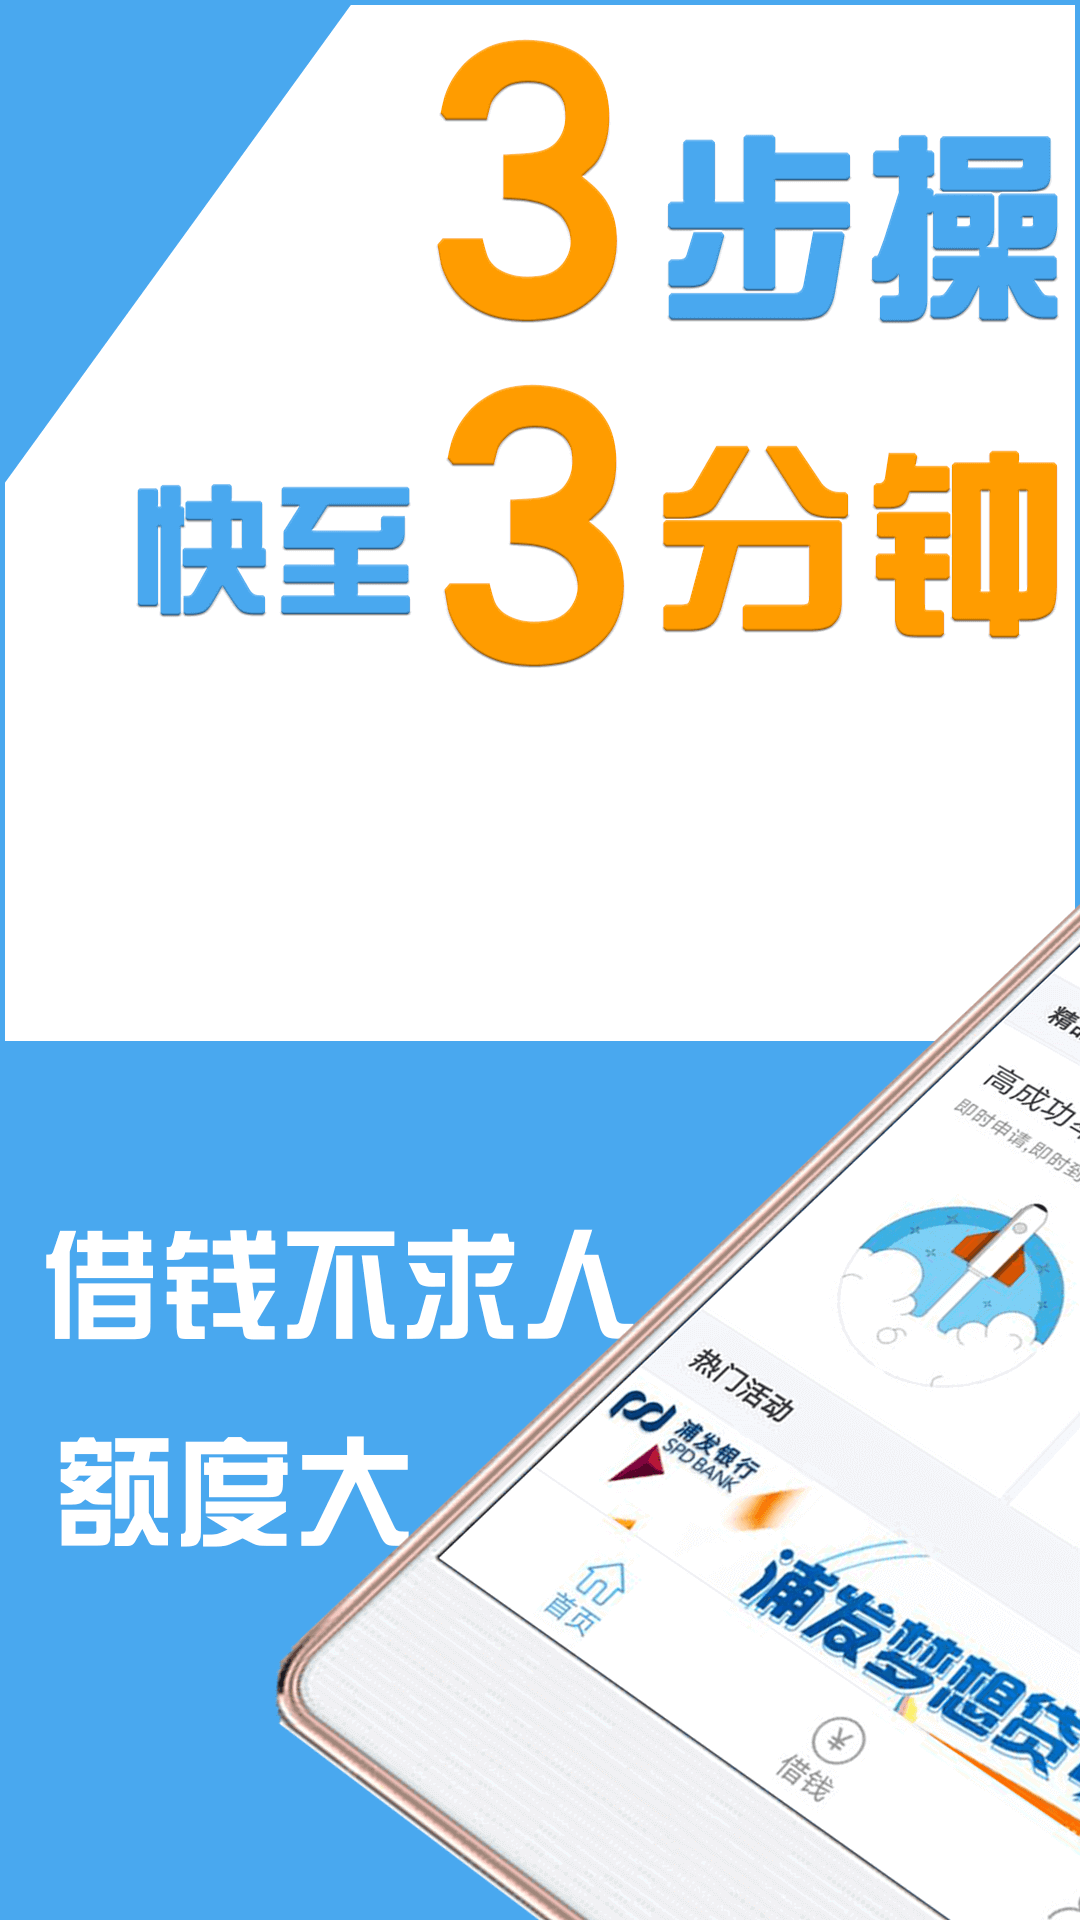 3步操
快至3分钟
精品
高成功率
即时申请,即时到
借钱不求人
额度大
热门活动
浦发银行
SPD BANK
浦发梦想贷
首页
借钱